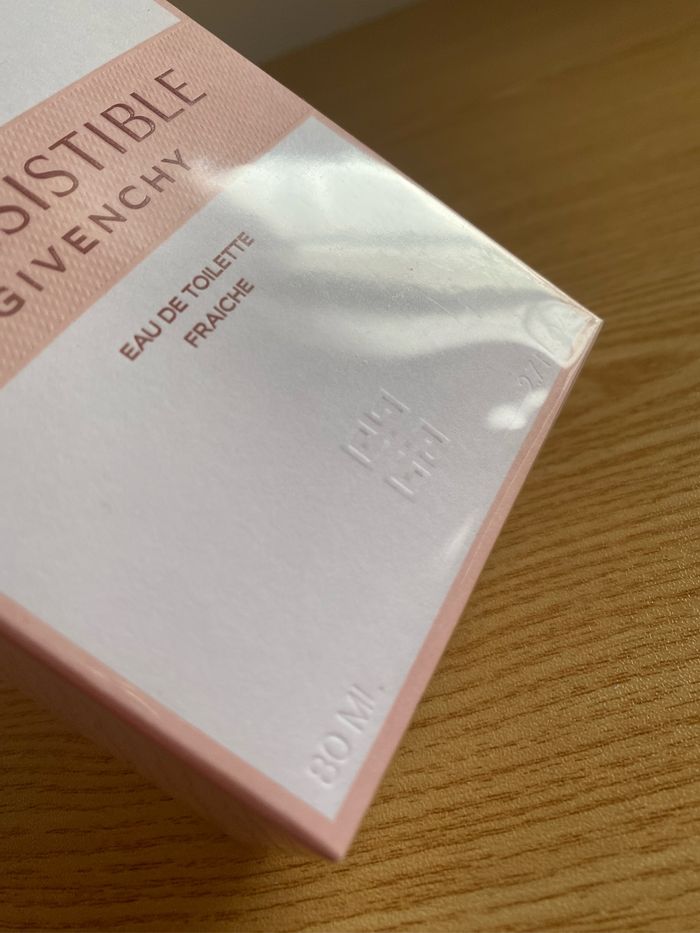 SISTIBLE
GIVENCHY
EAU DE TOILETTE
FRAICHE
80 ML